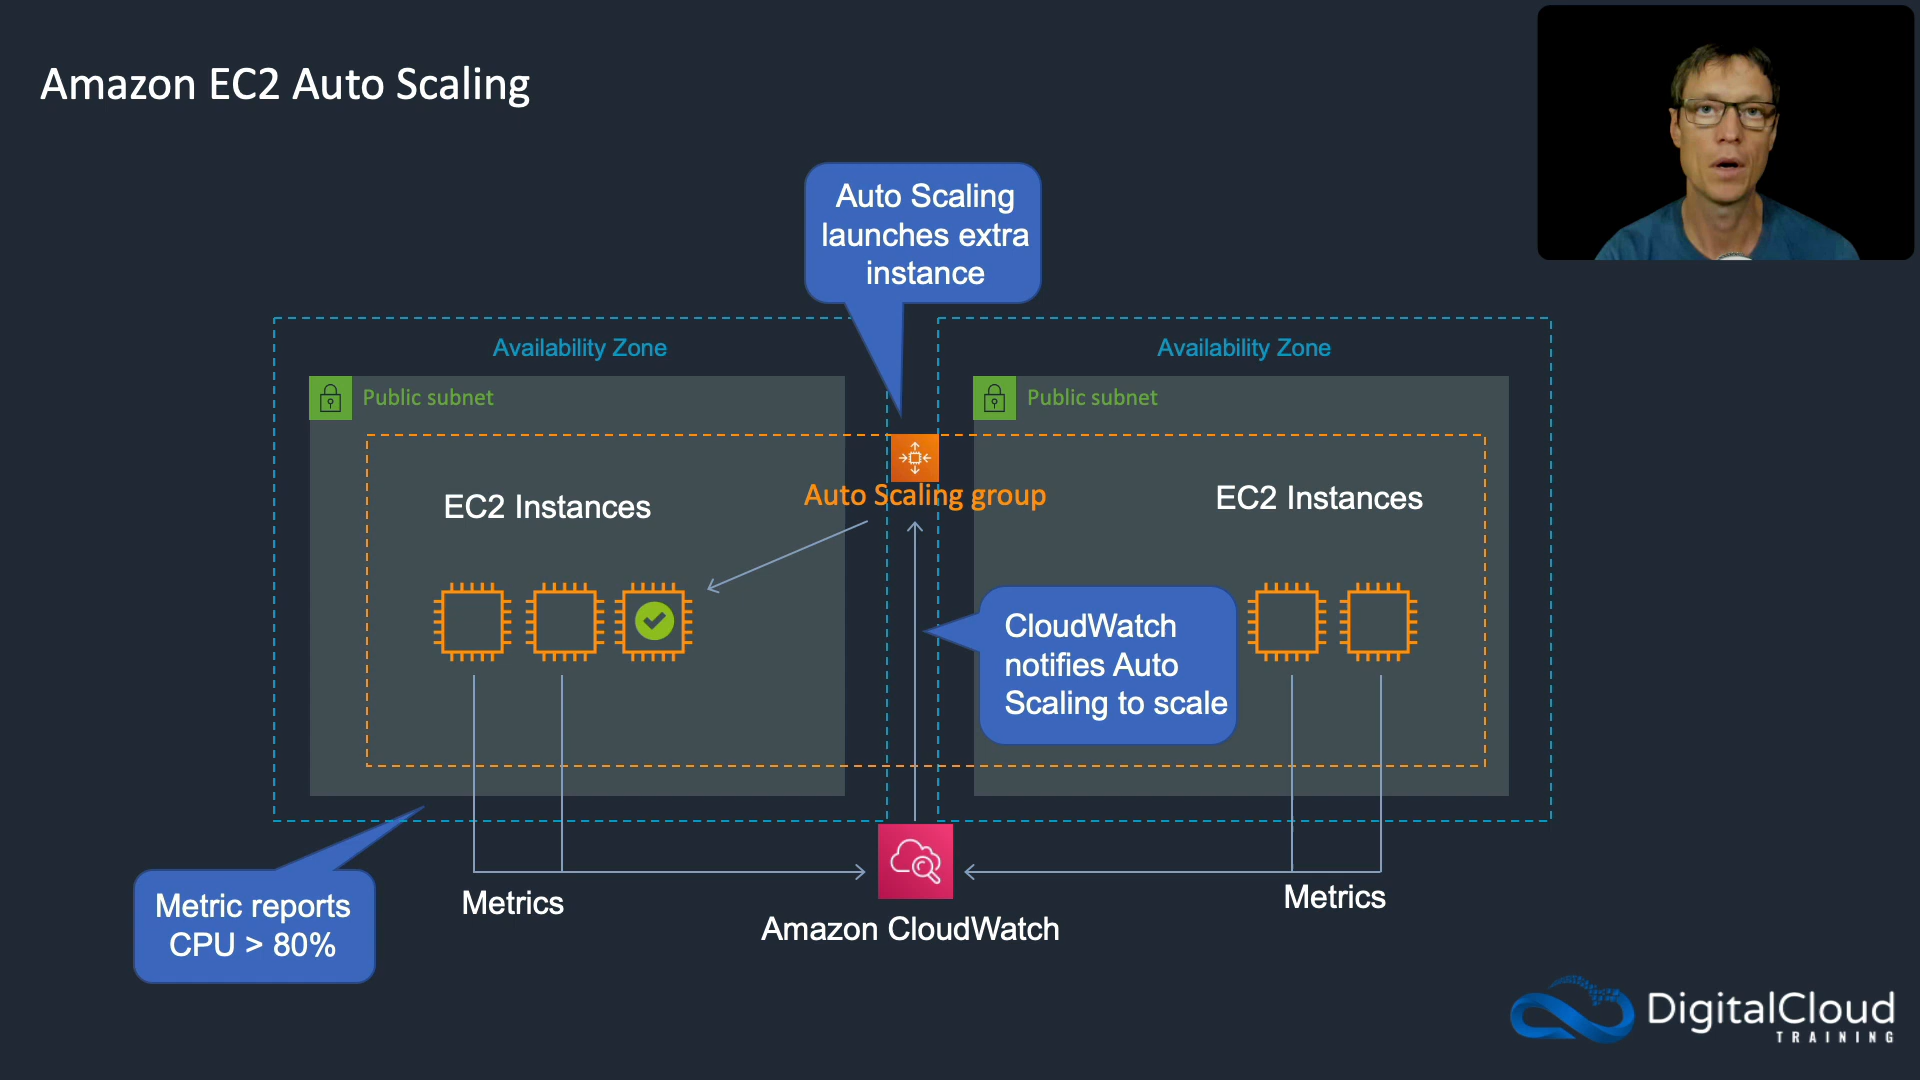 Amazon EC2 Auto Scaling
Auto Scaling
launches extra
instance
Availability Zone
Availability Zone
Public subnet
Public subnet
Auto Scaling group
EC2 Instances
EC2 Instances
CloudWatch
notifies Auto
Scaling to scale
Metric reports
CPU > 80%
Metrics
Metrics
Amazon CloudWatch
DigitalCloud
TRAINING